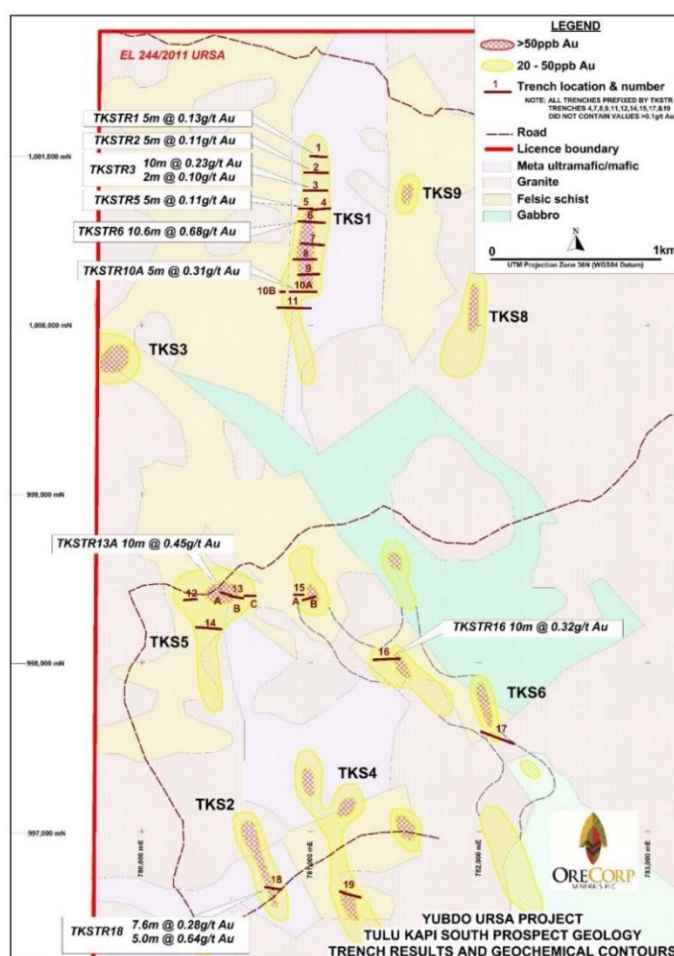 EL 244/2011 URSA
LEGEND
>50ppb Au
20 - 50ppb Au
1
Trench location & number
NOTE: ALL TRENCHES PREFIXED BY TKSTR
TRENCHES 4,7,8,9,11,12,14,15,17,&19
DID NOT CONTAIN VALUES >0.1g/t Au
Road
Licence boundary
Meta ultramafic/mafic
Granite
Felsic schist
Gabbro
N
0 1km
UTM Projection Zone 36N (WGS84 Datum)
TKSTR1 5m @ 0.13g/t Au
TKSTR2 5m @ 0.11g/t Au
TKSTR3 10m @ 0.23g/t Au
2m @ 0.10g/t Au
TKSTR5 5m @ 0.11g/t Au
TKSTR6 10.6m @ 0.68g/t Au
TKSTR10A 5m @ 0.31g/t Au
1,001,000 mN
1
2
3
5 4
6
7
8
9
10A
10B
11
TKS1
TKS9
TKS8
1,000,000 mN
TKS3
999,000 mN
TKSTR13A 10m @ 0.45g/t Au
12
A
13
B
C
15
A B
14
TKS5
TKSTR16 10m @ 0.32g/t Au
16
998,000 mN
TKS6
17
TKS4
TKS2
997,000 mN
780,000 mE
781,000 mE
782,000 mE
783,000 mE
18
19
TKSTR18 7.6m @ 0.28g/t Au
5.0m @ 0.64g/t Au
ORECORP
MINERALS PLC
YUBDO URSA PROJECT
TULU KAPI SOUTH PROSPECT GEOLOGY
TRENCH RESULTS AND GEOCHEMICAL CONTOURS